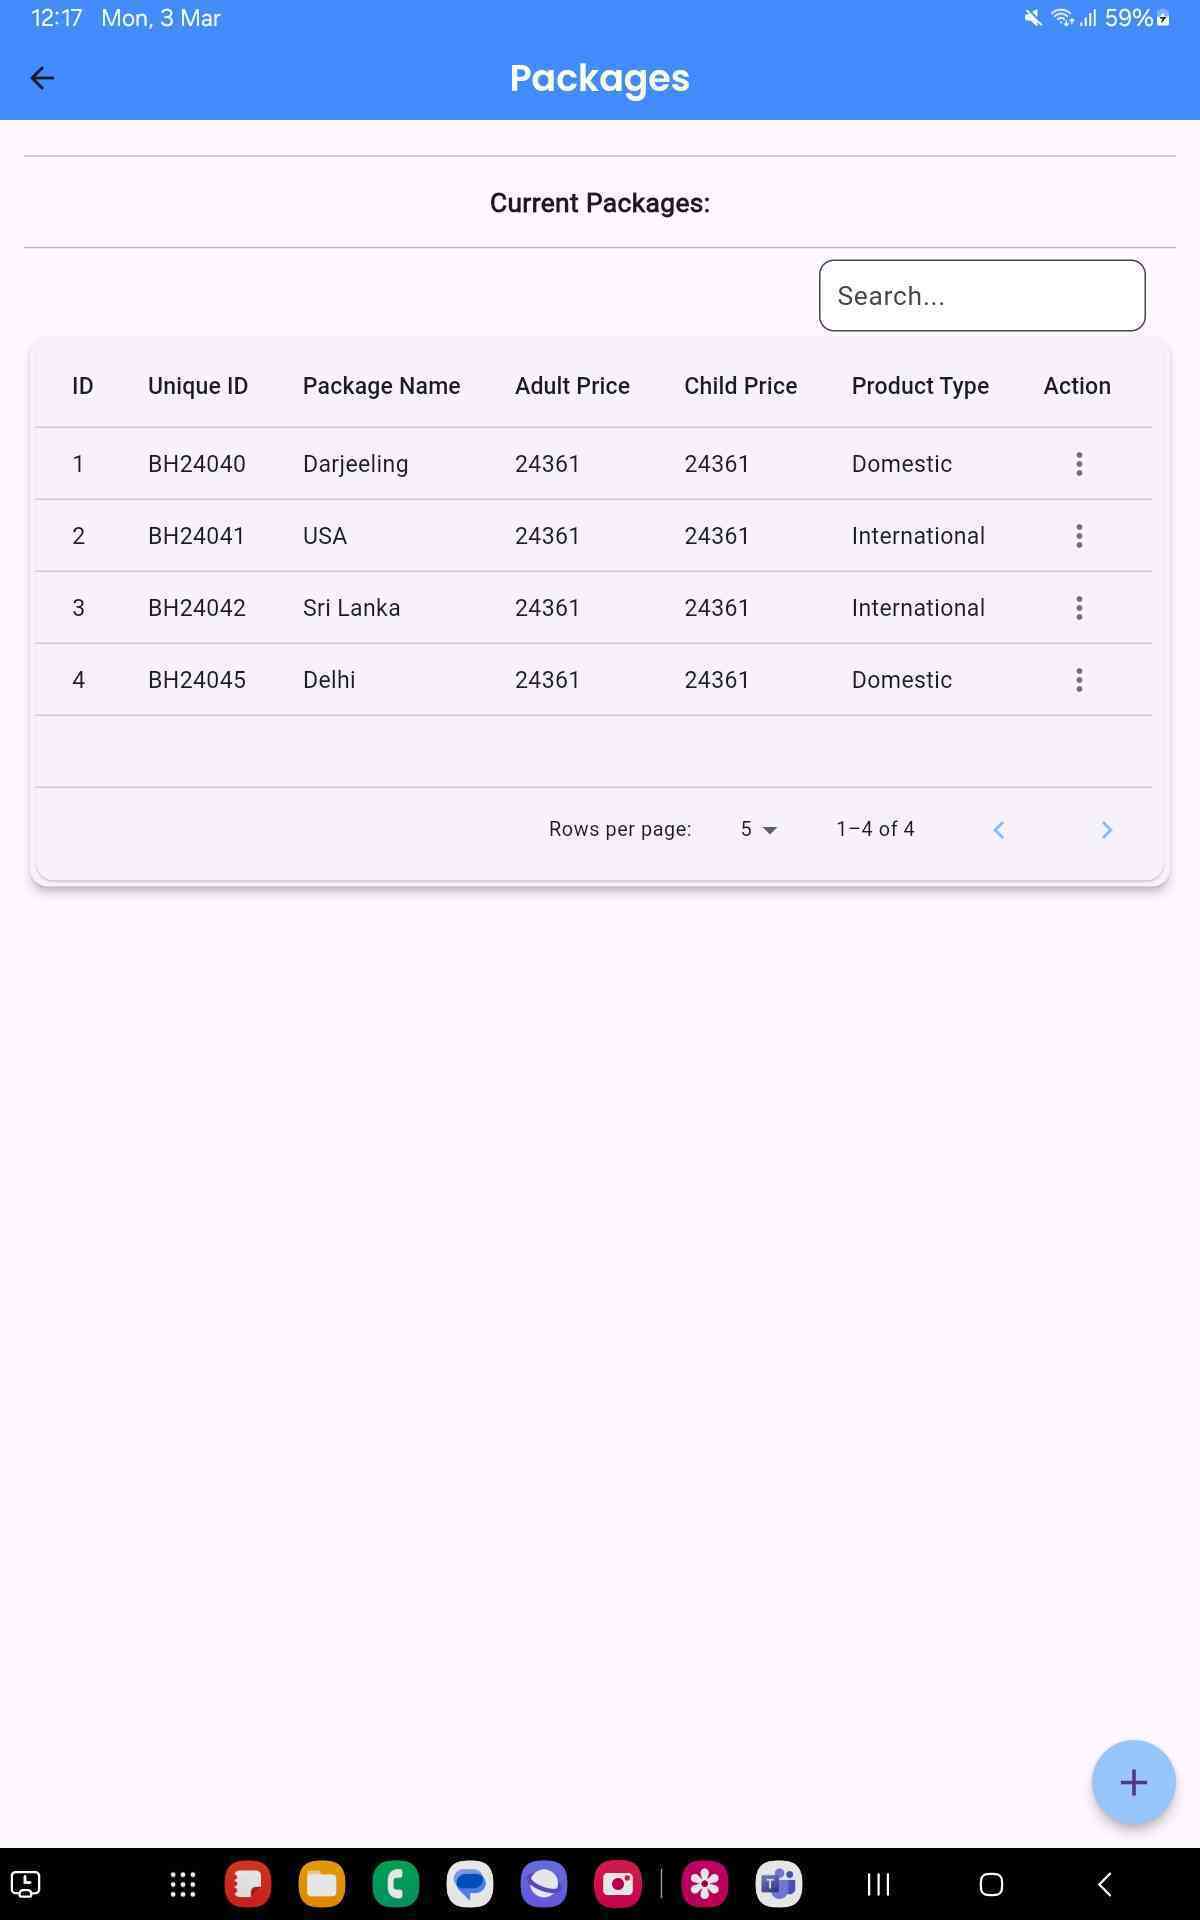 12:17 Mon, 3 Mar 59%
Packages
Current Packages:
Search...
ID Unique ID Package Name Adult Price Child Price Product Type Action
1 BH24040 Darjeeling 24361 24361 Domestic
2 BH24041 USA 24361 24361 International
3 BH24042 Sri Lanka 24361 24361 International
4 BH24045 Delhi 24361 24361 Domestic
Rows per page: 5 1–4 of 4
T